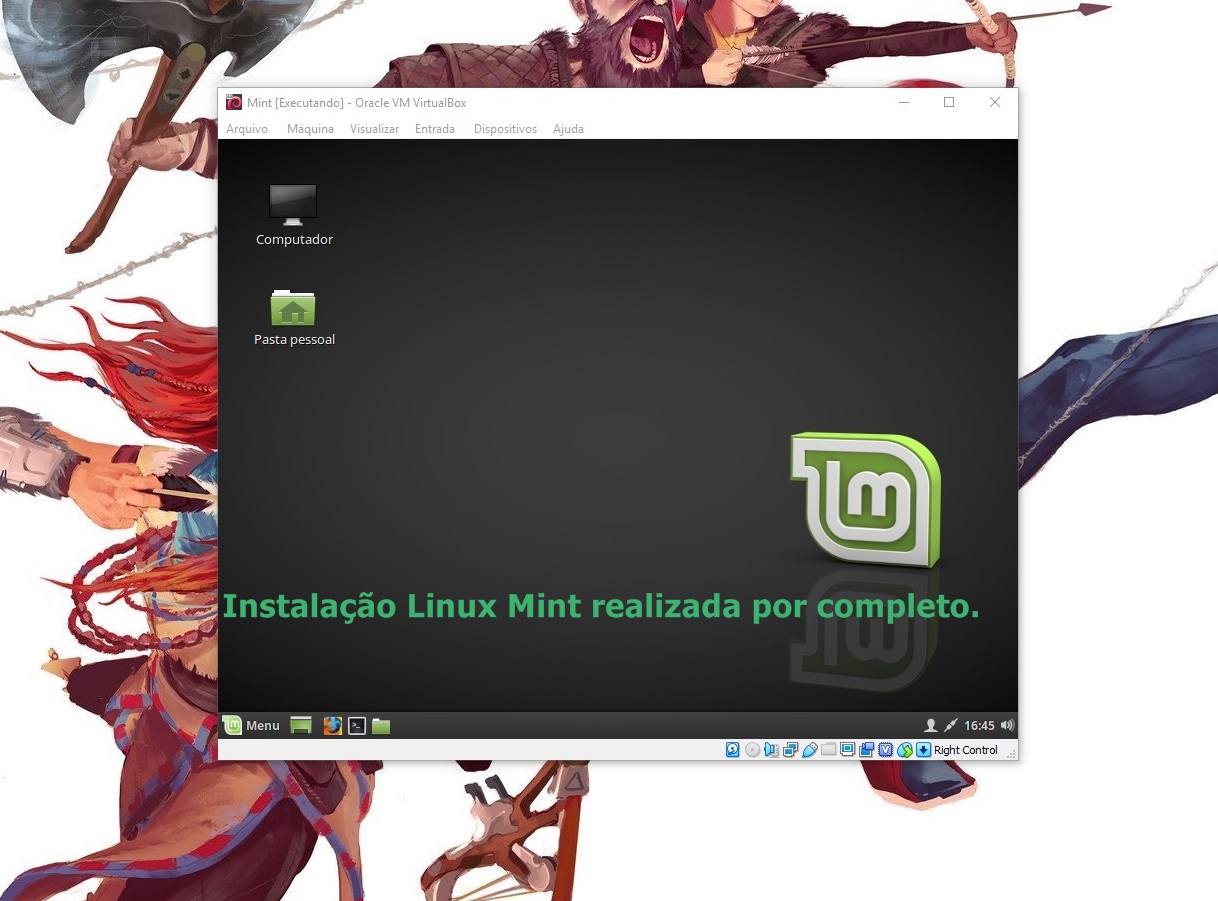 Mint [Executando] - Oracle VM VirtualBox
Arquivo Máquina Visualizar Entrada Dispositivos Ajuda
Computador
Pasta pessoal
Instalação Linux Mint realizada por completo.
Menu 16:45
Right Control